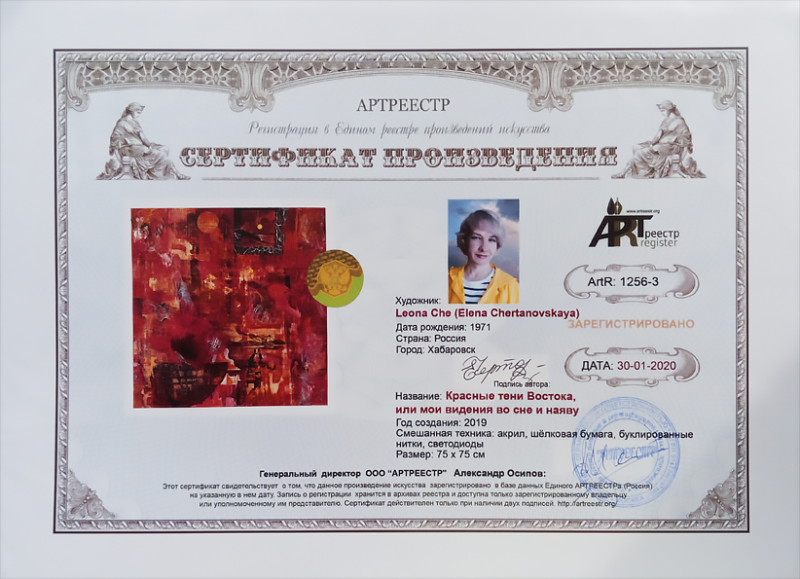 АРТРЕЕСТР
Регистрация в Едином реестре произведений искусства
СЕРТИФИКАТ ПРОИЗВЕДЕНИЯ
www.artreestr.org
ARTреестр
register
ArtR: 1256-3
ЗАРЕГИСТРИРОВАНО
ДАТА: 30-01-2020
Художник:
Leona Che (Elena Chertanovskaya)
Дата рождения: 1971
Страна: Россия
Город: Хабаровск
Подпись автора:
Название: Красные тени Востока,
или мои видения во сне и наяву
Год создания: 2019
Смешанная техника: акрил, шёлковая бумага, буклированные
нитки, светодиоды
Размер: 75 x 75 см
Генеральный директор ООО "АРТРЕЕСТР" Александр Осипов:
Этот сертификат свидетельствует о том, что данное произведение искусства зарегистрировано в базе данных Единого АРТРЕЕСТРа (Россия)
на указанную в нем дату. Запись о регистрации хранится в архивах реестра и доступна только зарегистрированному владельцу
или уполномоченному им представителю. Сертификат действителен только при наличии двух подписей. http://artreestr.org/